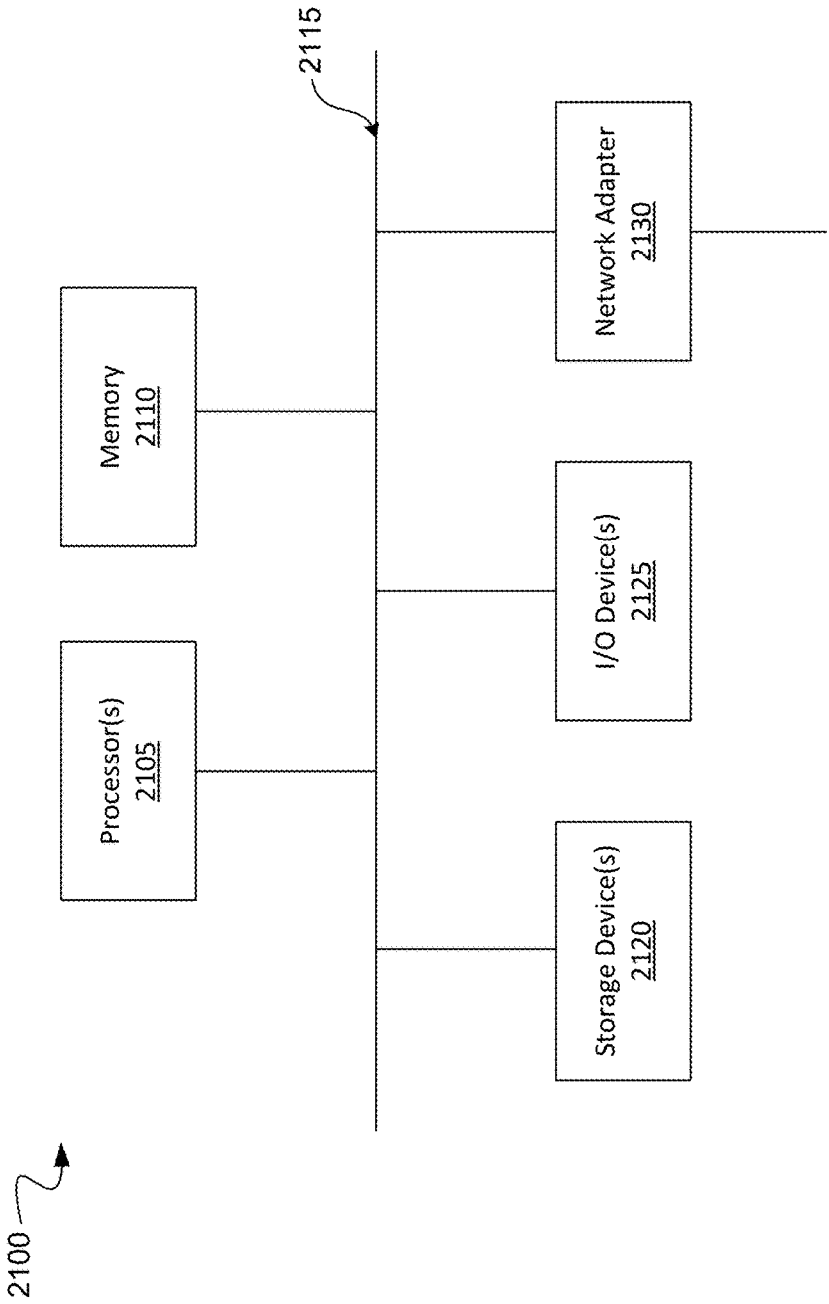 2100
Processor(s)
2105
Memory
2110
2115
Storage Device(s)
2120
I/O Device(s)
2125
Network Adapter
2130